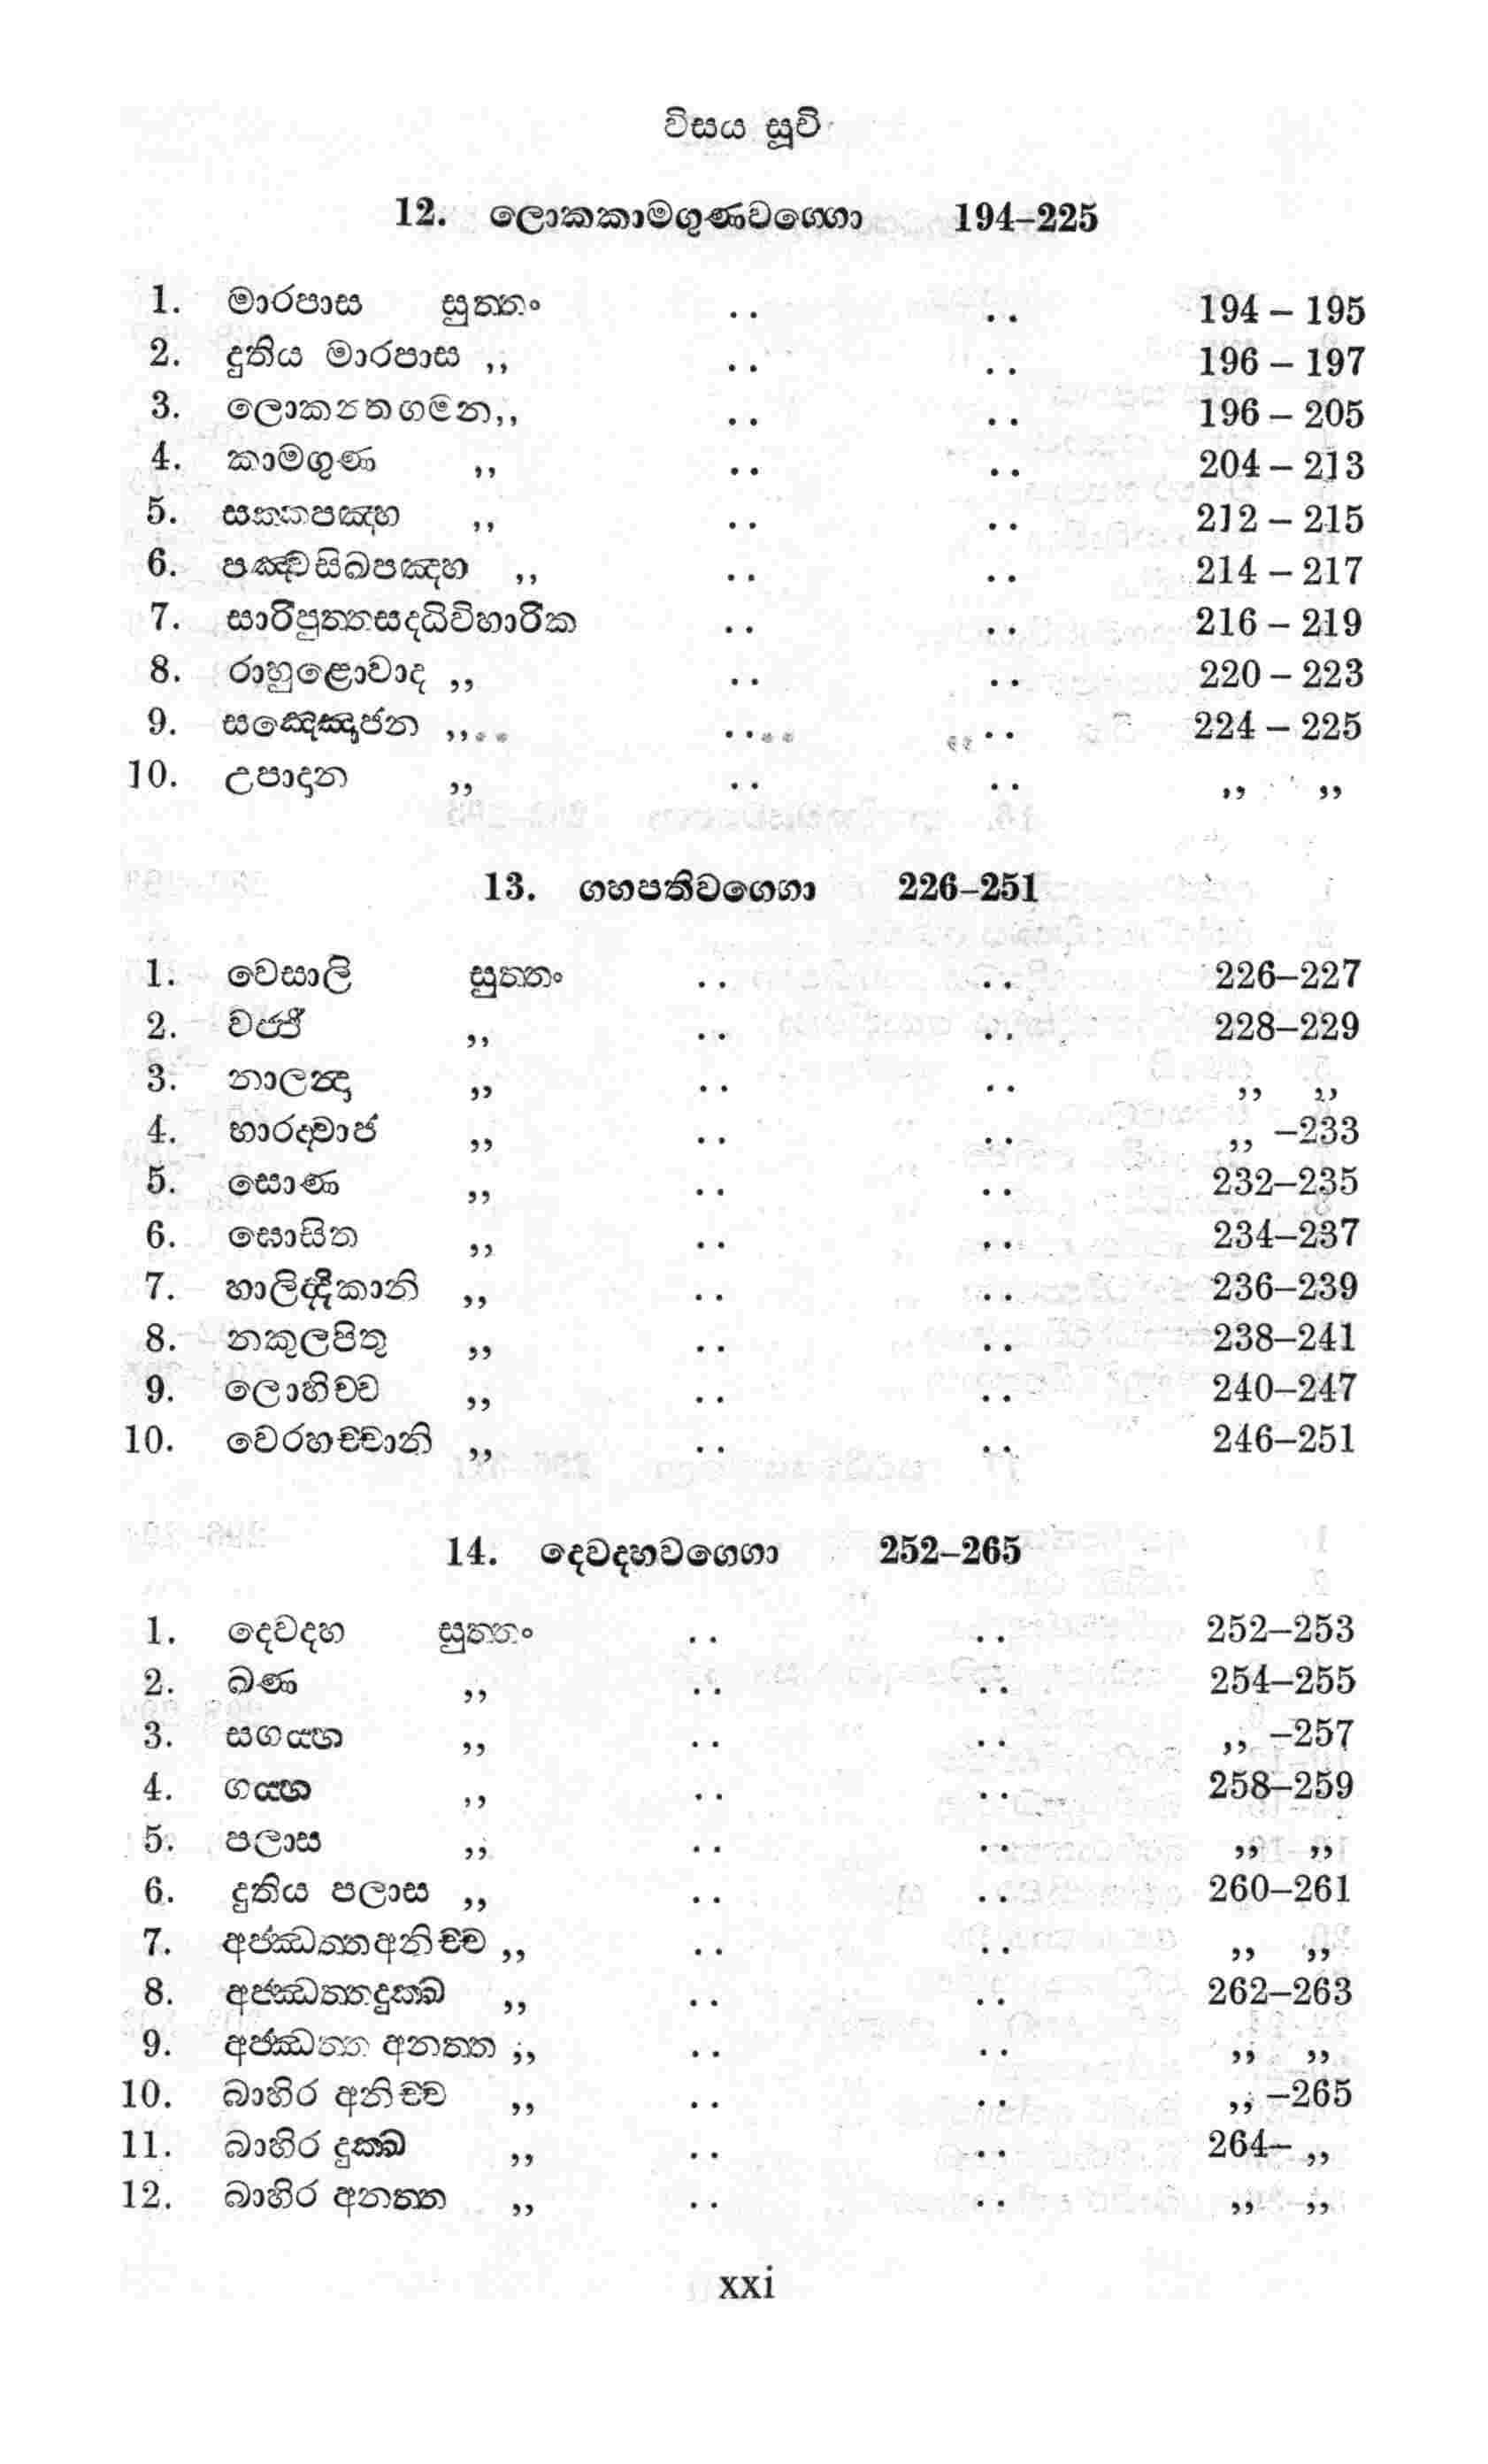 විසය සූචි
12. ලොකකාමගුණවග්ගො 194–225
1. මාරපාස සුත්තං .. .. 194 – 195
2. දුතිය මාරපාස ,, .. .. 196 – 197
3. ලොකප්‍රතගමන,, .. .. 196 – 205
4. කාමගුණ ,, .. .. 204 – 213
5. සක්කපඤ්හ ,, .. .. 212 – 215
6. පඤ්චසිඛපඤ්හ ,, .. .. 214 – 217
7. සාරිපුත්තසද්ධිවිහාරික .. .. 216 – 219
8. රාහුළොවාද ,, .. .. 220 – 223
9. සඤ්ඤොජන ,, .. .. 224 – 225
10. උපාදාන ,, .. .. ,, ,,
13. ගහපතිවග්ගො 226–251
1. වෙසාලි සුත්තං .. .. 226–227
2. වජ්ජි ,, .. .. 228–229
3. නාලන්දා ,, .. .. ,, ,,
4. භාරද්වාජ ,, .. .. ,, –233
5. සොණ ,, .. .. 232–235
6. ඝොසිත ,, .. .. 234–237
7. හාලිද්දිකානි ,, .. .. 236–239
8. නකුලපිතු ,, .. .. 238–241
9. ලොහිච්ච ,, .. .. 240–247
10. වෙරහච්චානි ,, .. .. 246–251
14. දෙවදහවග්ගො 252–265
1. දෙවදහ සුත්තං .. .. 252–253
2. ඛණ ,, .. .. 254–255
3. සගය්හ ,, .. .. ,, –257
4. ගය්හ ,, .. .. 258–259
5. පලාස ,, .. .. ,, ,,
6. දුතිය පලාස ,, .. .. 260–261
7. අජ්ඣත්තඅනිච්ච ,, .. .. ,, ,,
8. අජ්ඣත්තදුක්ඛ ,, .. .. 262–263
9. අජ්ඣත්ත අනත්ත ,, .. .. ,, ,,
10. බාහිර අනිච්ච ,, .. .. ,, –265
11. බාහිර දුක්ඛ ,, .. .. 264– ,,
12. බාහිර අනත්ත ,, .. .. ,, ,,
xxi